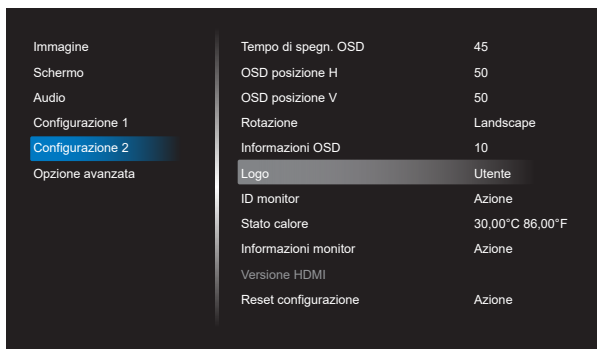 Immagine
Schermo
Audio
Configurazione 1
Configurazione 2
Opzione avanzata
Tempo di spegn. OSD 45
OSD posizione H 50
OSD posizione V 50
Rotazione Landscape
Informazioni OSD 10
Logo Utente
ID monitor Azione
Stato calore 30,00°C 86,00°F
Informazioni monitor Azione
Versione HDMI
Reset configurazione Azione